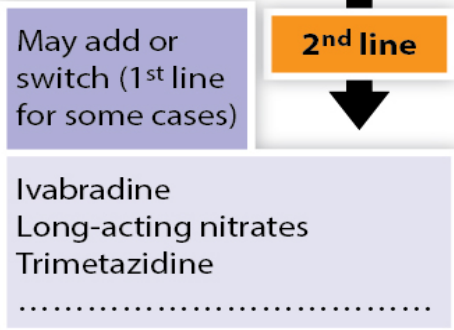 May add or
switch (1st line
for some cases)
2nd line
Ivabradine
Long-acting nitrates
Trimetazidine
....................................